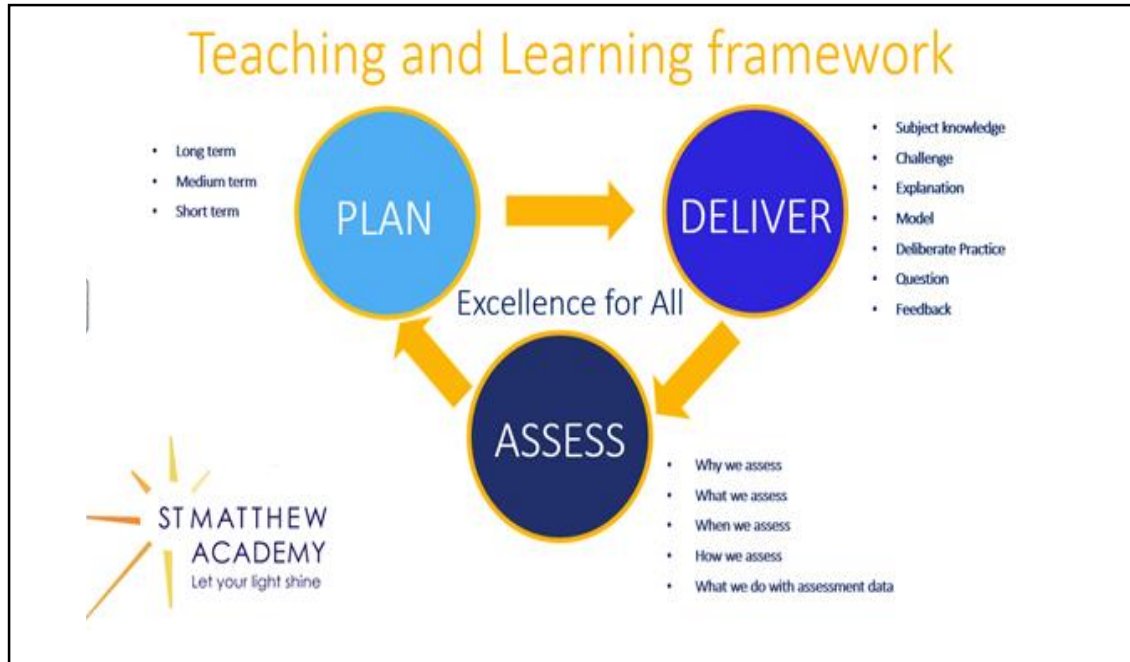 Teaching and Learning framework
• Long term
• Medium term
• Short term
PLAN
DELIVER
• Subject knowledge
• Challenge
• Explanation
• Model
• Deliberate Practice
• Question
• Feedback
Excellence for All
ASSESS
• Why we assess
• What we assess
• When we assess
• How we assess
• What we do with assessment data
ST MATTHEW
ACADEMY
Let your light shine